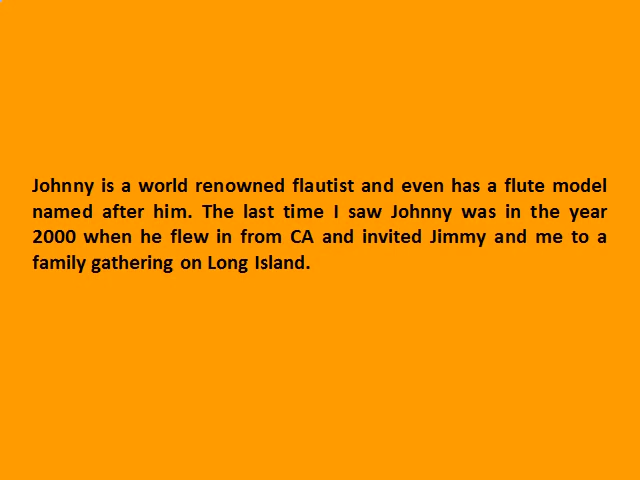 Johnny is a world renowned flautist and even has a flute model
named after him. The last time I saw Johnny was in the year
2000 when he flew in from CA and invited Jimmy and me to a
family gathering on Long Island.